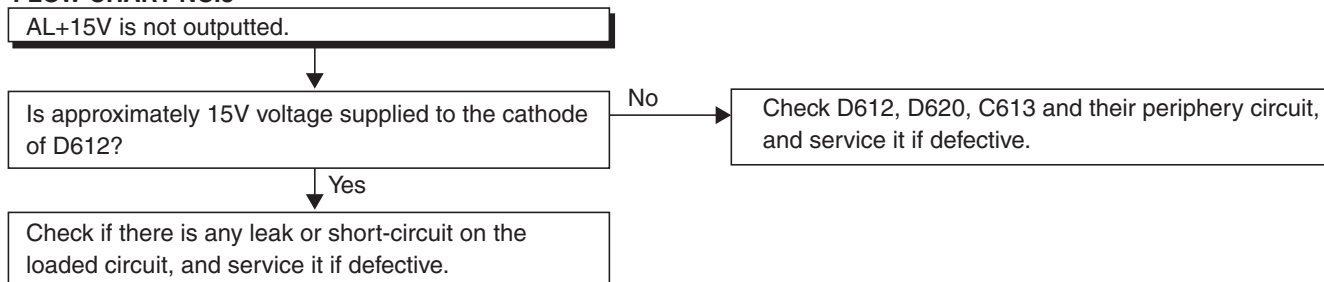 AL+15V is not outputted.
Is approximately 15V voltage supplied to the cathode
of D612?
No
Check D612, D620, C613 and their periphery circuit,
and service it if defective.
Yes
Check if there is any leak or short-circuit on the
loaded circuit, and service it if defective.